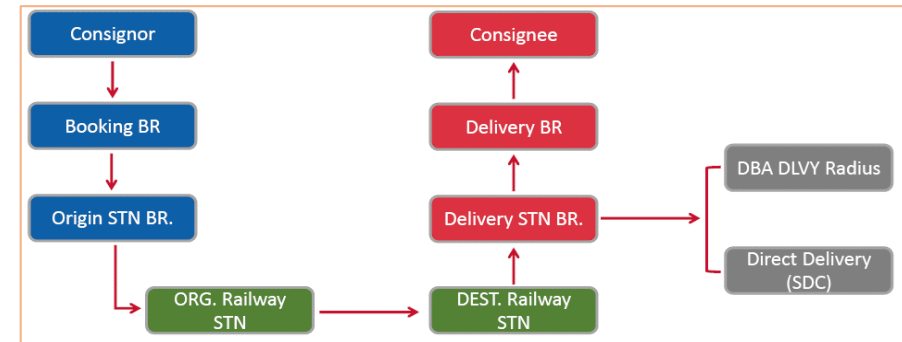 Consignor
Consignee
Booking BR
Delivery BR
DBA DLVY Radius
Origin STN BR.
Delivery STN BR.
Direct Delivery
(SDC)
ORG. Railway
STN
DEST. Railway
STN